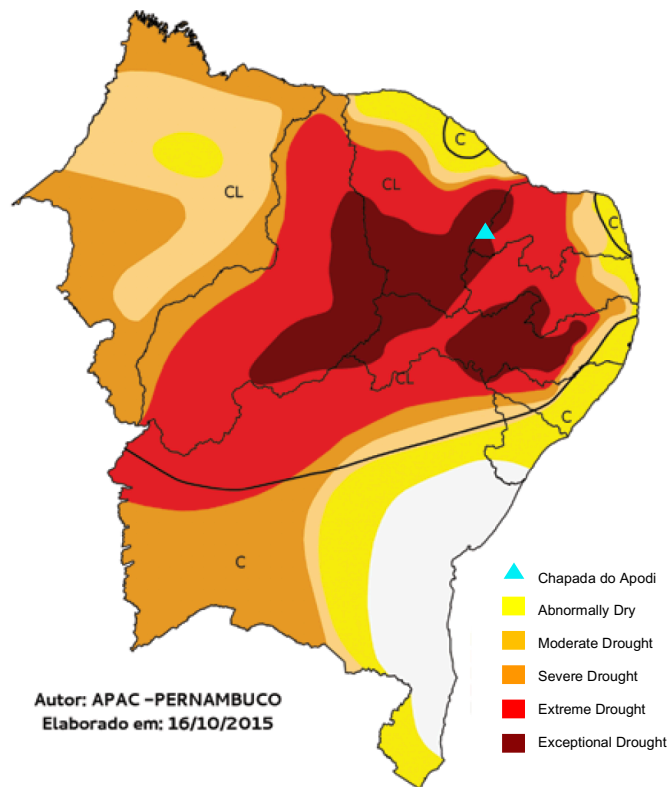 C
CL
CL
C
CL
C
C
Chapada do Apodi
Abnormally Dry
Moderate Drought
Severe Drought
Extreme Drought
Exceptional Drought
Autor: APAC -PERNAMBUCO
Elaborado em: 16/10/2015